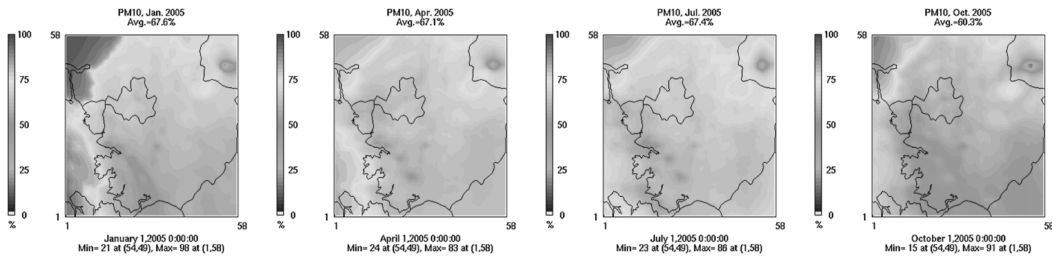 PM10, Jan. 2005
Avg.=67.6%
100
75
50
25
0
%
58
1
1
58
January 1,2005 0:00:00
Min= 21 at (54,49), Max= 98 at (1,58)
PM10, Apr. 2005
Avg.=67.1%
100
75
50
25
0
%
58
1
1
58
April 1,2005 0:00:00
Min= 24 at (54,49), Max= 83 at (1,58)
PM10, Jul. 2005
Avg.=67.4%
100
75
50
25
0
%
58
1
1
58
July 1,2005 0:00:00
Min= 23 at (54,49), Max= 86 at (1,58)
PM10, Oct. 2005
Avg.=60.3%
100
75
50
25
0
%
58
1
1
58
October 1,2005 0:00:00
Min= 15 at (54,49), Max= 91 at (1,58)